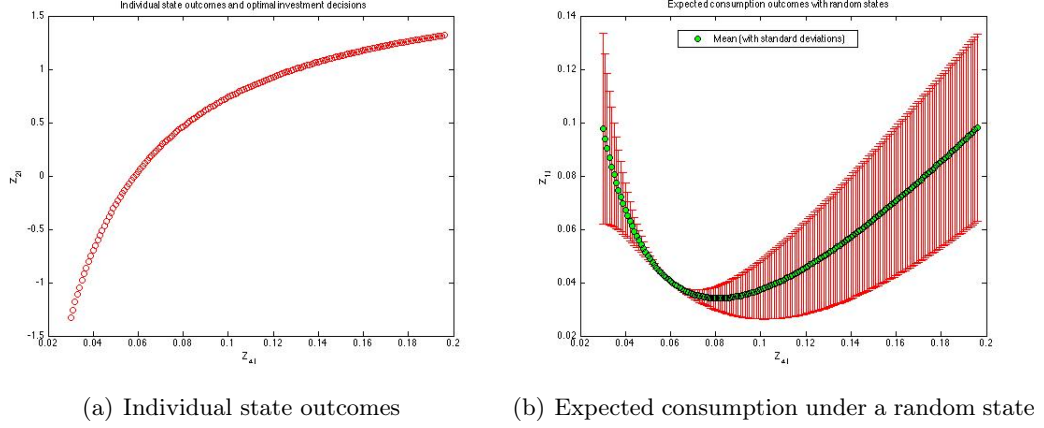 Individual state outcomes and optimal investment decisions
1.5
1
0.5
0
-0.5
-1
-1.5
0.02 0.04 0.06 0.08 0.1 0.12 0.14 0.16 0.18 0.2
Z4I
Z2I
Expected consumption outcomes with random states
Mean (with standard deviations)
0.14
0.12
0.1
0.08
0.06
0.04
0.02
0.02 0.04 0.06 0.08 0.1 0.12 0.14 0.16 0.18 0.2
Z4I
Z1I
(a) Individual state outcomes
(b) Expected consumption under a random state